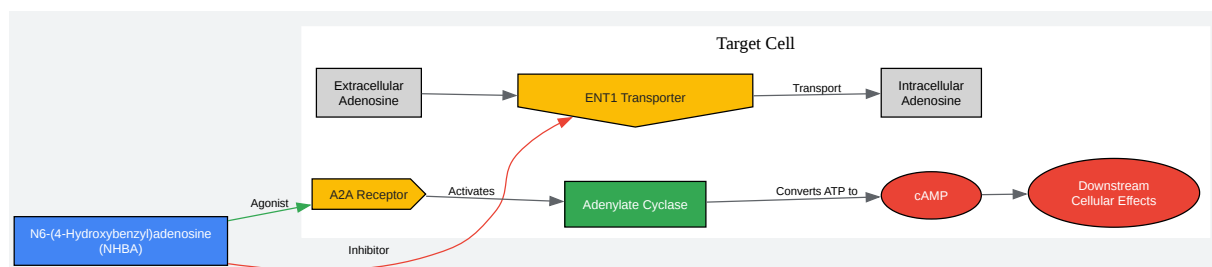 Target Cell
Extracellular
Adenosine
ENT1 Transporter
Transport
Intracellular
Adenosine
A2A Receptor
Activates
Adenylate Cyclase
Converts ATP to
cAMP
Downstream
Cellular Effects
Agonist
N6-(4-Hydroxybenzyl)adenosine
(NHBA)
Inhibitor